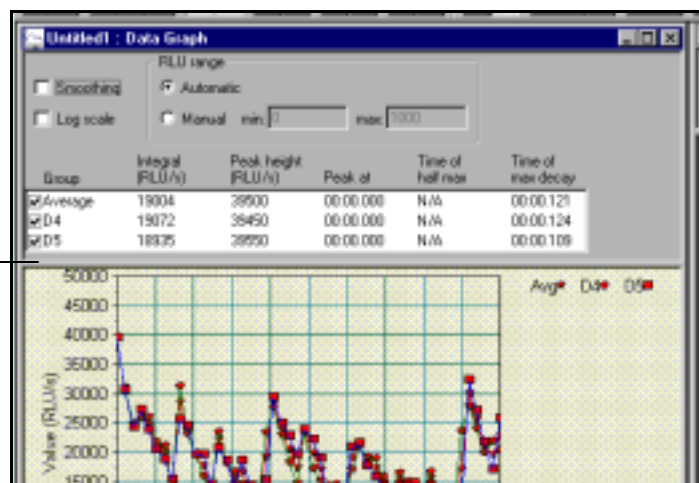 Untitled1 : Data Graph
RLU range
Smoothing
Automatic
Log scale
Manual min: 0 max: 1000
Group Integral (RLU/s) Peak height (RLU/s) Peak at Time of half max Time of max decay
Average 19004 39500 00:00.000 N/A 00:00.121
D4 19072 39450 00:00.000 N/A 00:00.124
D5 18935 39550 00:00.000 N/A 00:00.109
Avg D4 D5
50000
45000
40000
35000
30000
25000
20000
15000
Value (RLU/s)